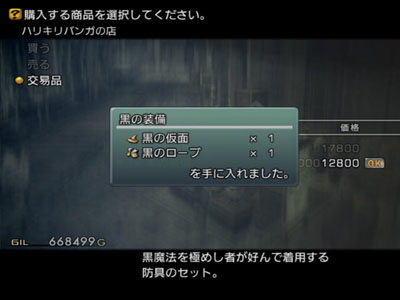 購入する商品を選択してください。
ハリキリバンガの店
買う
売る
交易品
価格
黒の装備
黒の仮面 × 1
黒のローブ × 1
を手に入れました。
17800
12800 OK
GIL 668499G
黒魔法を極めし者が好んで着用する
防具のセット。